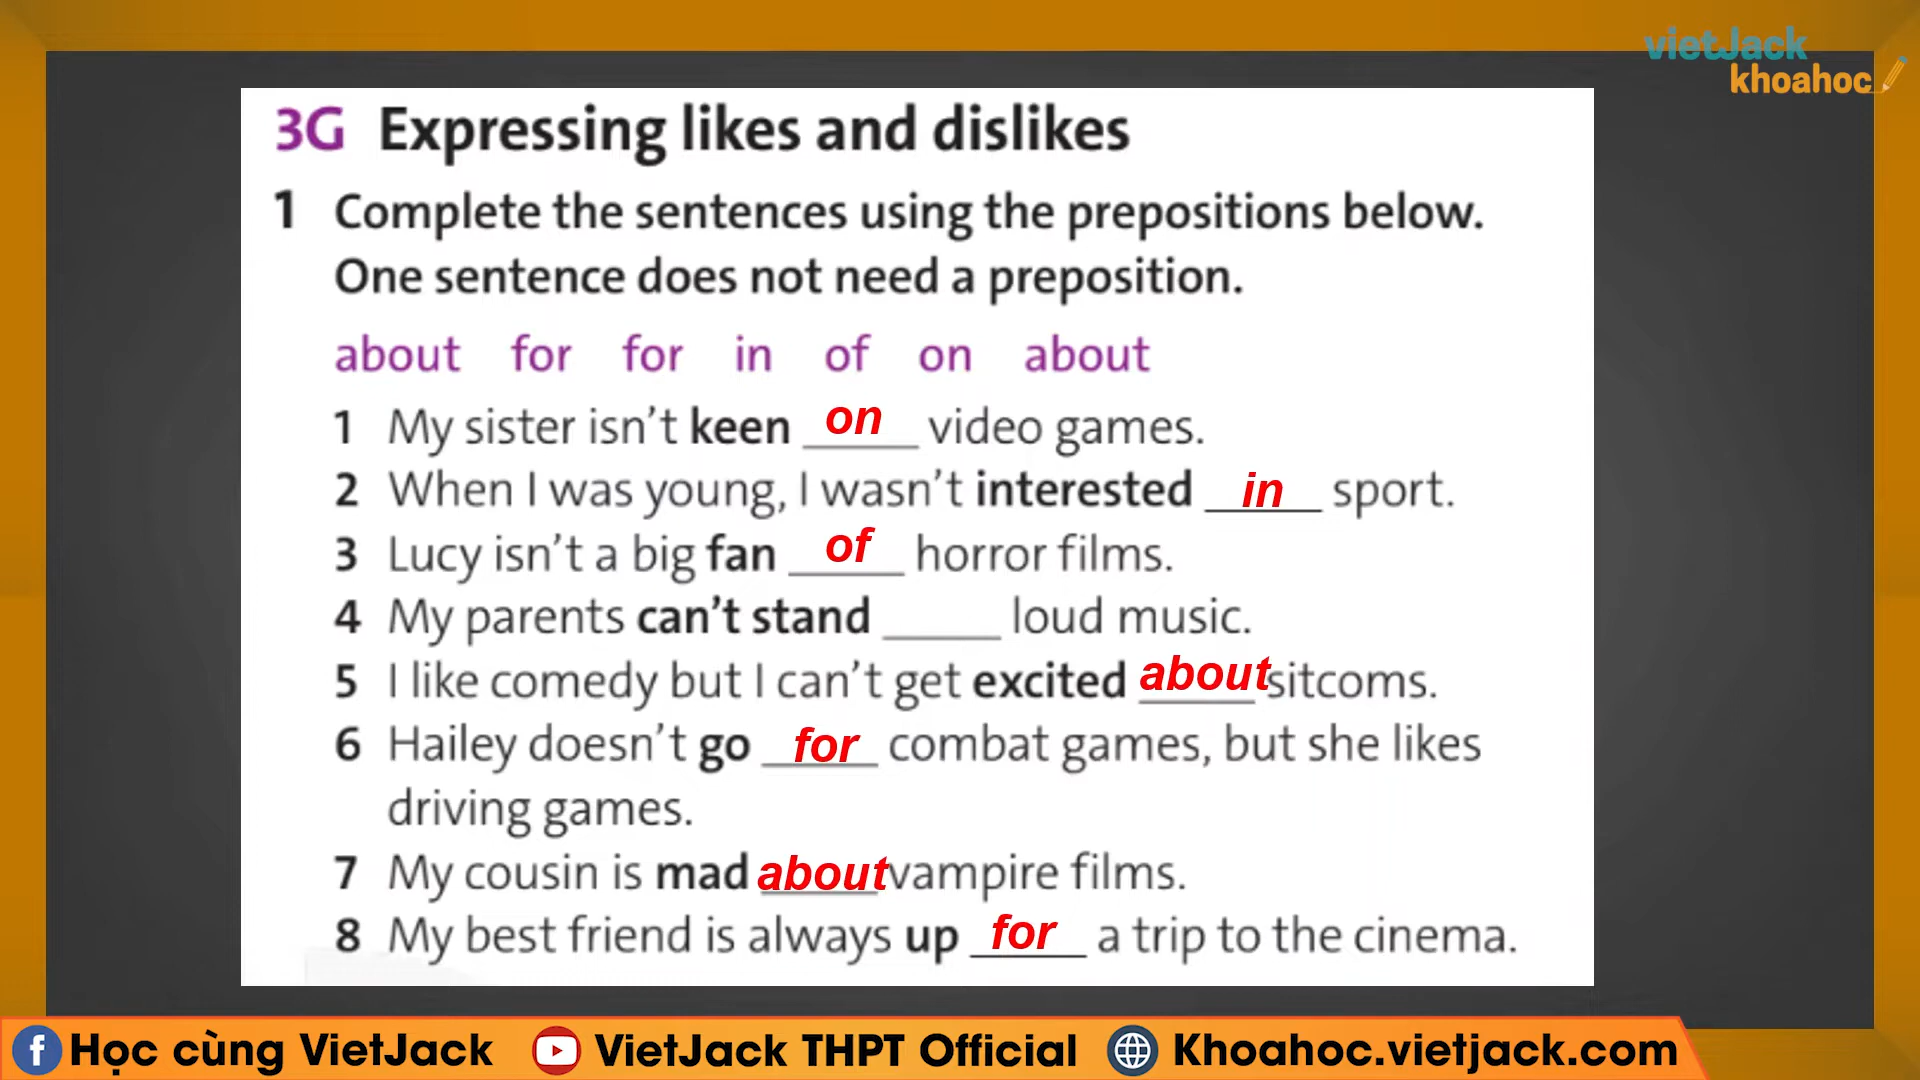 vietJack
khoahoc
3G Expressing likes and dislikes
1 Complete the sentences using the prepositions below.
One sentence does not need a preposition.
about for for in of on about
1 My sister isn't keen on video games.
2 When I was young, I wasn't interested in sport.
3 Lucy isn't a big fan of horror films.
4 My parents can't stand ____ loud music.
5 I like comedy but I can't get excited about sitcoms.
6 Hailey doesn't go for combat games, but she likes
driving games.
7 My cousin is mad about vampire films.
8 My best friend is always up for a trip to the cinema.
Học cùng VietJack VietJack THPT Official Khoahoc.vietjack.com